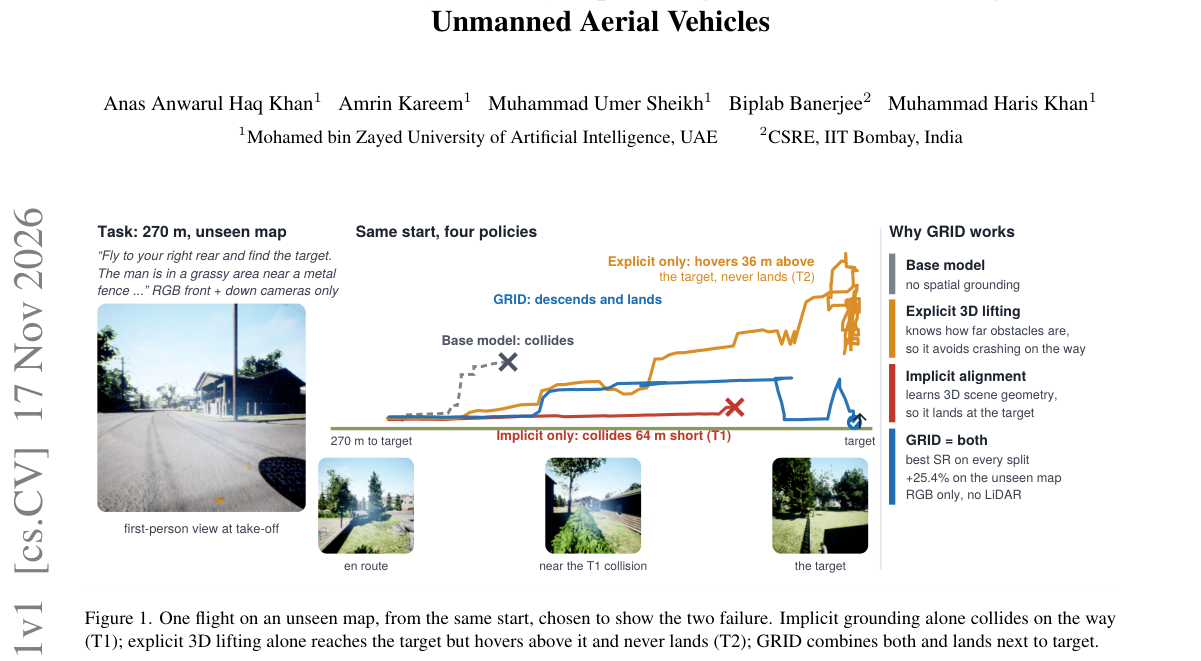 Unmanned Aerial Vehicles
Anas Anwarul Haq Khan1 Amrin Kareem1 Muhammad Umer Sheikh1 Biplab Banerjee2 Muhammad Haris Khan1
1Mohamed bin Zayed University of Artificial Intelligence, UAE 2CSRE, IIT Bombay, India
1v1 [cs.CV] 17 Nov 2026
Task: 270 m, unseen map
“Fly to your right rear and find the target.
The man is in a grassy area near a metal
fence ...” RGB front + down cameras only
first-person view at take-off
Same start, four policies
Explicit only: hovers 36 m above
the target, never lands (T2)
GRID: descends and lands
Base model: collides
Implicit only: collides 64 m short (T1)
270 m to target
target
en route
near the T1 collision
the target
Why GRID works
Base model
no spatial grounding
Explicit 3D lifting
knows how far obstacles are,
so it avoids crashing on the way
Implicit alignment
learns 3D scene geometry,
so it lands at the target
GRID = both
best SR on every split
+25.4% on the unseen map
RGB only, no LiDAR
Figure 1. One flight on an unseen map, from the same start, chosen to show the two failure. Implicit grounding alone collides on the way
(T1); explicit 3D lifting alone reaches the target but hovers above it and never lands (T2); GRID combines both and lands next to target.